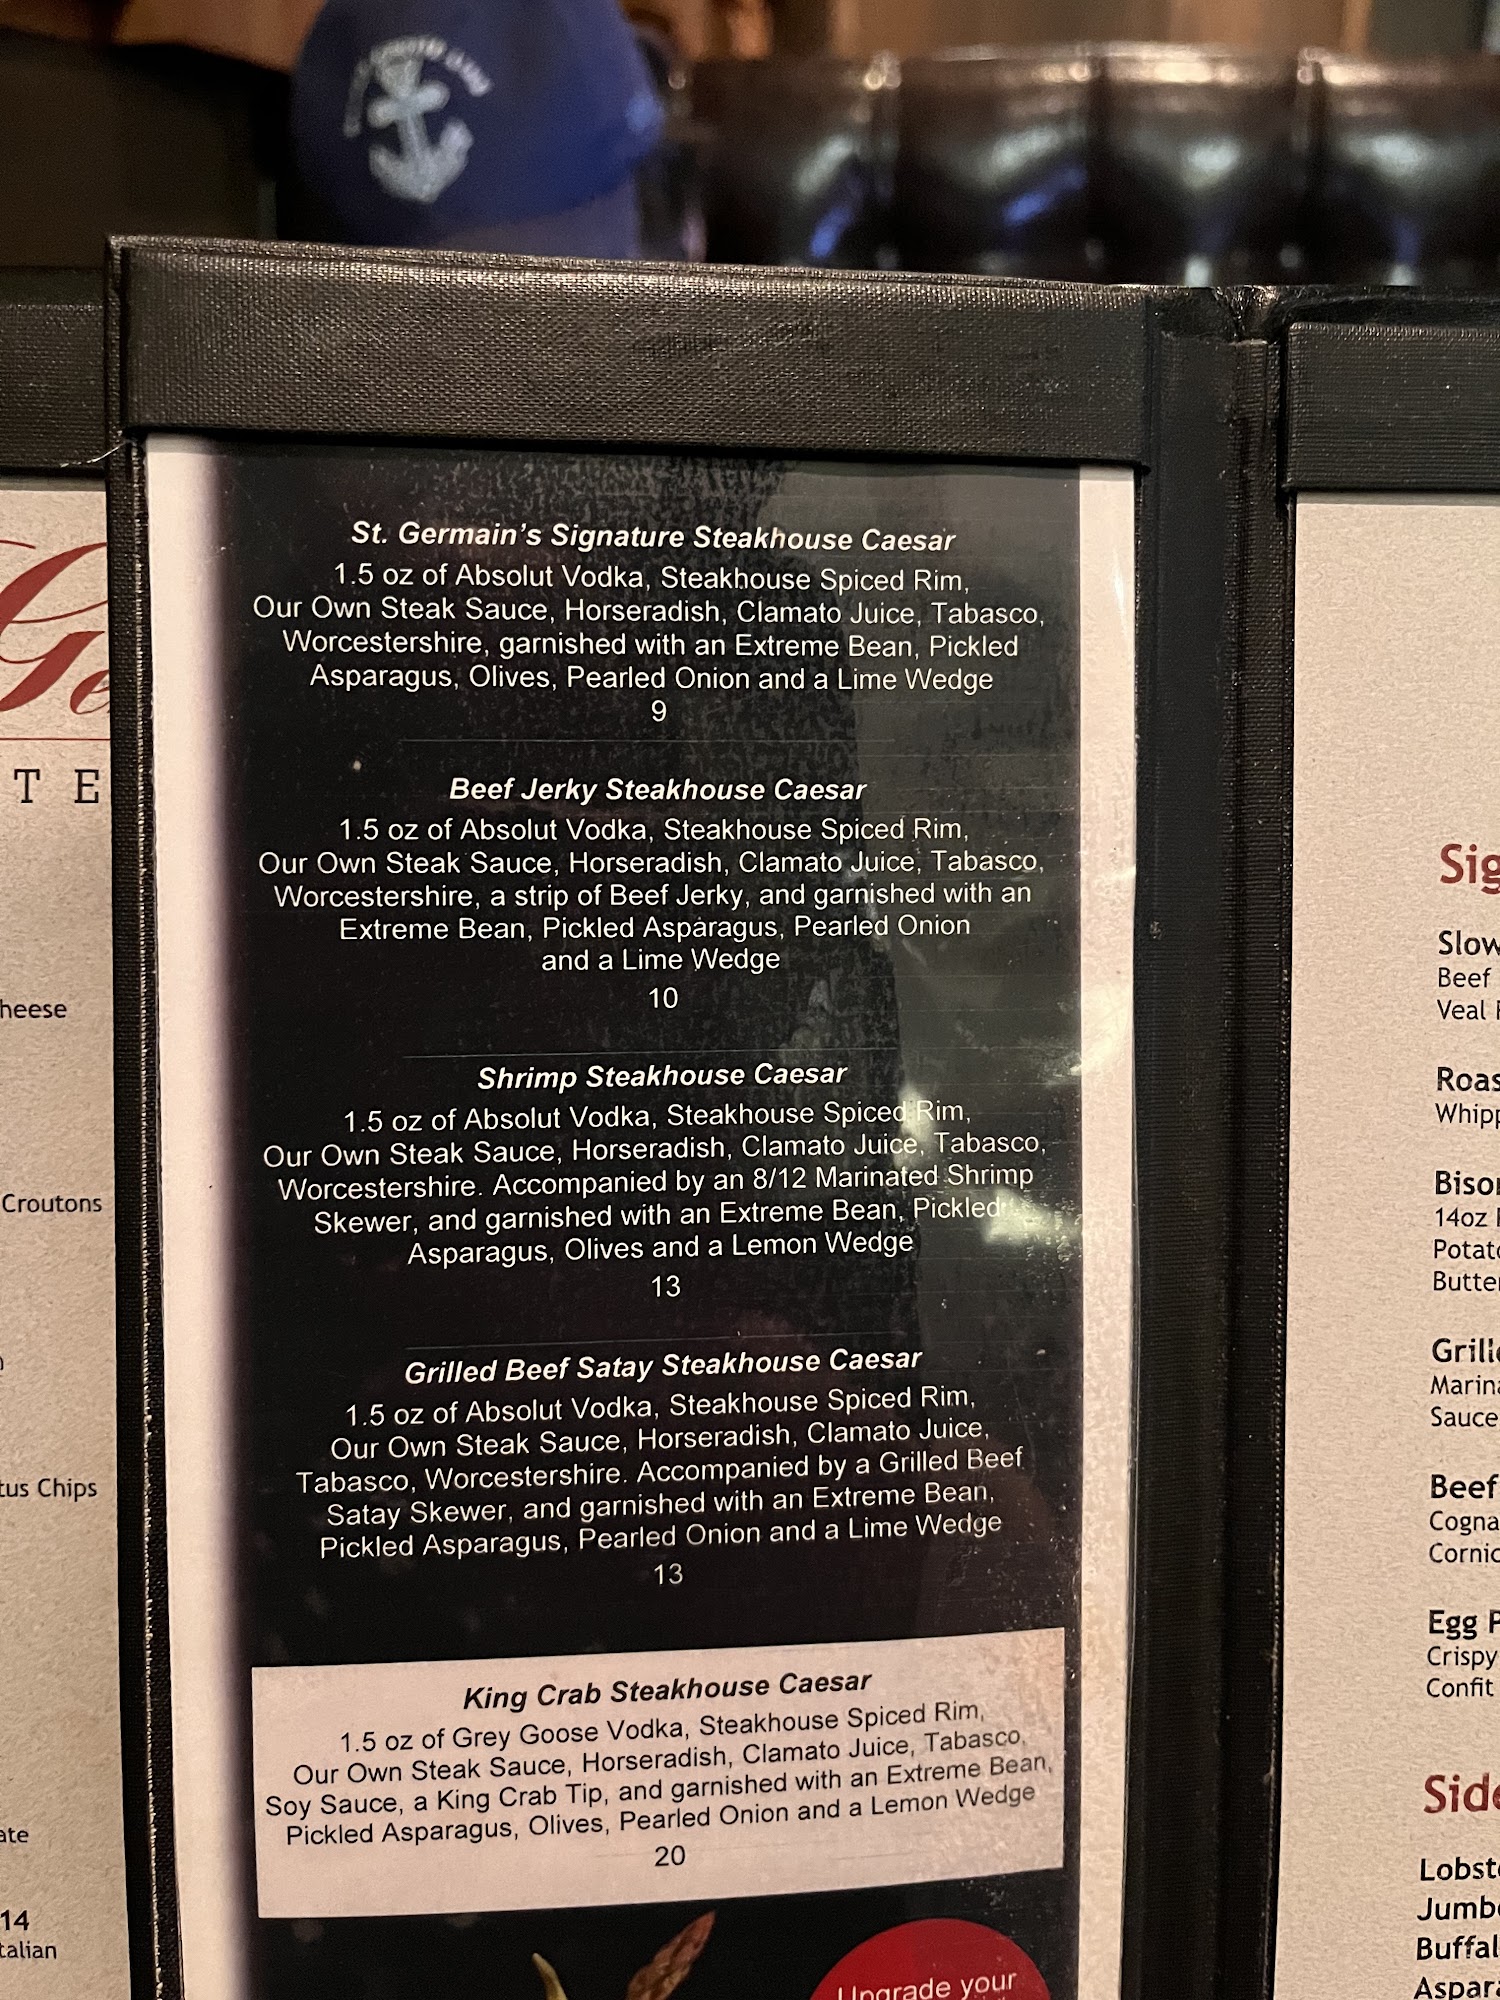 Ge
T E
heese
Croutons
tus Chips
ate
14
talian
St. Germain's Signature Steakhouse Caesar
1.5 oz of Absolut Vodka, Steakhouse Spiced Rim,
Our Own Steak Sauce, Horseradish, Clamato Juice, Tabasco,
Worcestershire, garnished with an Extreme Bean, Pickled
Asparagus, Olives, Pearled Onion and a Lime Wedge
9
Beef Jerky Steakhouse Caesar
1.5 oz of Absolut Vodka, Steakhouse Spiced Rim,
Our Own Steak Sauce, Horseradish, Clamato Juice, Tabasco,
Worcestershire, a strip of Beef Jerky, and garnished with an
Extreme Bean, Pickled Asparagus, Pearled Onion
and a Lime Wedge
10
Shrimp Steakhouse Caesar
1.5 oz of Absolut Vodka, Steakhouse Spiced Rim,
Our Own Steak Sauce, Horseradish, Clamato Juice, Tabasco,
Worcestershire. Accompanied by an 8/12 Marinated Shrimp
Skewer, and garnished with an Extreme Bean, Pickled
Asparagus, Olives and a Lemon Wedge
13
Grilled Beef Satay Steakhouse Caesar
1.5 oz of Absolut Vodka, Steakhouse Spiced Rim,
Our Own Steak Sauce, Horseradish, Clamato Juice,
Tabasco, Worcestershire. Accompanied by a Grilled Beef
Satay Skewer, and garnished with an Extreme Bean,
Pickled Asparagus, Pearled Onion and a Lime Wedge
13
King Crab Steakhouse Caesar
1.5 oz of Grey Goose Vodka, Steakhouse Spiced Rim,
Our Own Steak Sauce, Horseradish, Clamato Juice, Tabasco,
Soy Sauce, a King Crab Tip, and garnished with an Extreme Bean,
Pickled Asparagus, Olives, Pearled Onion and a Lemon Wedge
20
Upgrade your
Sig
Slow
Beef
Veal
Roas
Whipp
Biso
14oz
Potato
Butte
Grille
Marina
Sauce
Beef
Cogna
Cornic
Egg P
Crispy
Confit
Side
Lobste
Jumb
Buffal
Aspara